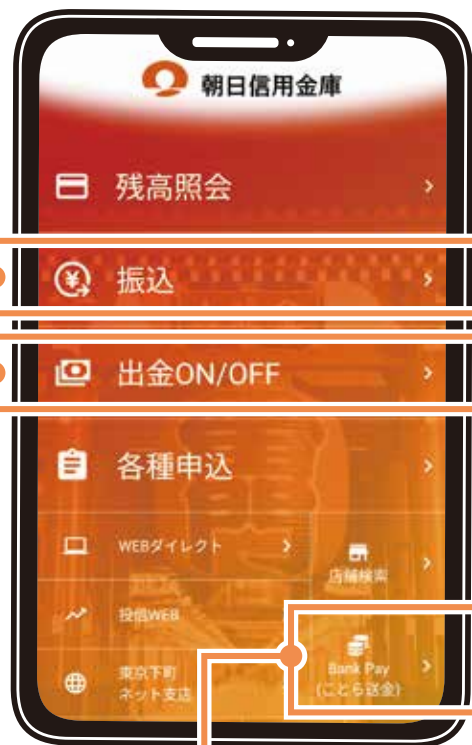 朝日信用金庫
残高照会
振込
出金ON/OFF
各種申込
WEBダイレクト
店舗検索
投信WEB
Bank Pay
(ことら送金)
東京下町
ネット支店